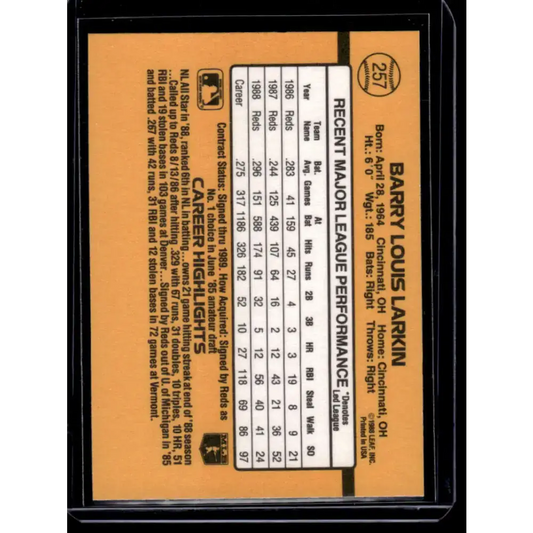 257
BARRY LOUIS LARKIN
Born: April 28, 1964 Cincinnati, OH Home: Cincinnati, OH
Ht.: 6'0" Wgt.: 185 Bats: Right Throws: Right
© 1988 LEAF, INC.
Printed in USA
RECENT MAJOR LEAGUE PERFORMANCE *Denotes Led League
Year Team Name Bat. Avg. Games At Bat Hits Runs 2B 3B HR RBI Steal Walk SO
1986 Reds .283 41 159 45 27 4 3 3 19 8 9 21
1987 Reds .244 125 439 107 64 16 2 12 43 21 36 52
1988 Reds .296 151 588 174 91 32 5 12 56 40 41 24
Career .275 317 1186 326 182 52 10 27 118 69 86 97
Contract Status: Signed thru 1989. How Acquired: Signed by Reds as
No. 1 choice in June '85 amateur draft
CAREER HIGHLIGHTS
NL All Star in '88, ranked 6th in NL in batting...owns 21 game hitting streak at end of '88 season
...Called up to Reds 8/13/86 after hitting .329 with 67 runs, 31 doubles, 10 triples, 10 HR, 51
RBI and 19 stolen bases in 103 games at Denver...Signed by Reds out of U. of Michigan in '85
and batted .267 with 42 runs, 31 RBI and 12 stolen bases in 72 games at Vermont.